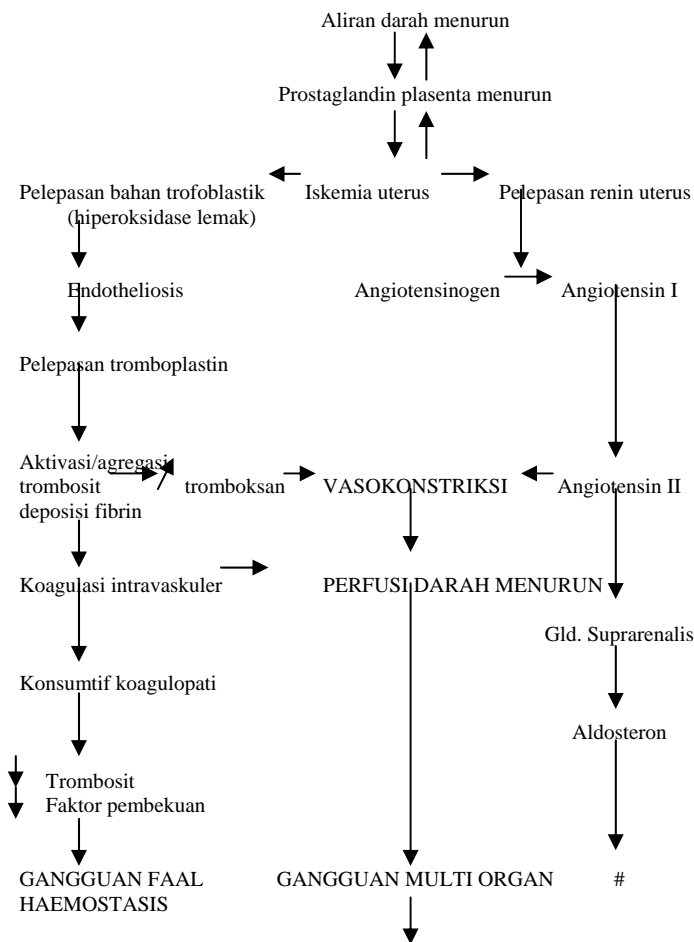 Aliran darah menurun
Prostaglandin plasenta menurun
Pelepasan bahan trofoblastik Iskemia uterus Pelepasan renin uterus
(hiperoksidase lemak)
Endotheliosis Angiotensinogen Angiotensin I
Pelepasan tromboplastin
Aktivasi/agregasi
trombosit tromboksan VASOKONSTRIKSI Angiotensin II
deposisi fibrin
Koagulasi intravaskuler PERFUSI DARAH MENURUN
Gld. Suprarenalis
Konsumtif koagulopati
Aldosteron
Trombosit
Faktor pembekuan
GANGGUAN FAAL GANGGUAN MULTI ORGAN #
HAEMOSTASIS